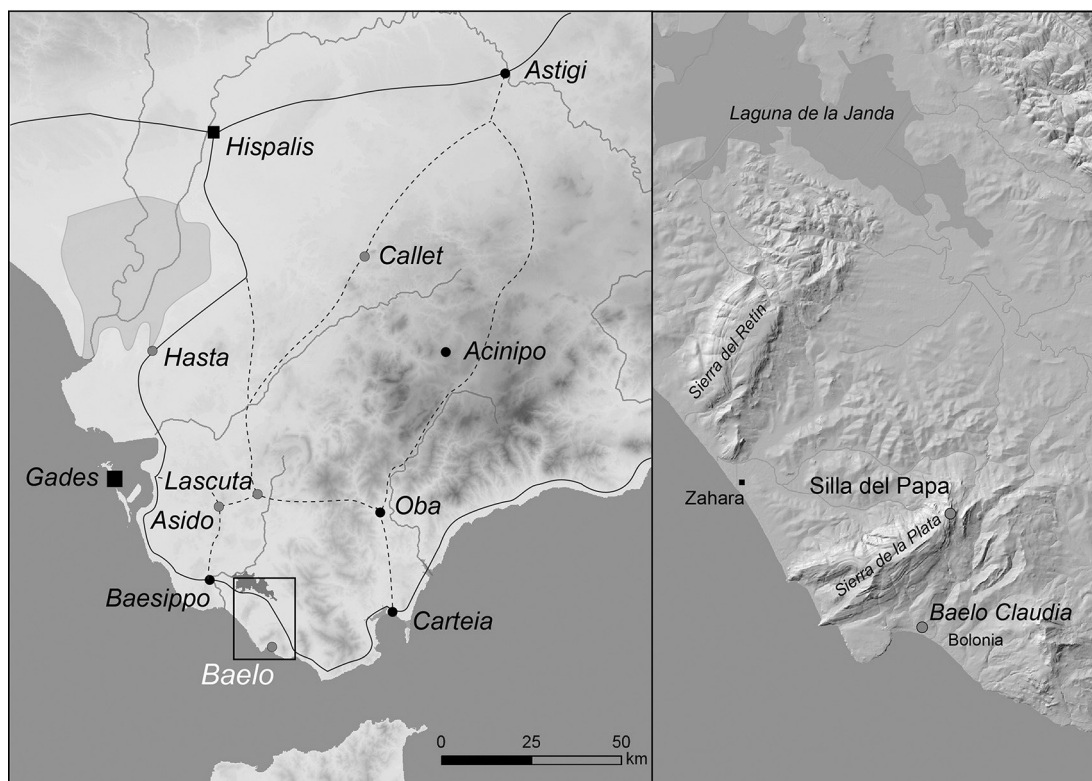 Astigi
Hispalis
Callet
Hasta
Acinipo
Gades
Lascuta
Asido
Oba
Baesippo
Carteia
Baelo
0 25 50
km
Laguna de la Janda
Sierra del Retín
Zahara
Silla del Papa
Sierra de la Plata
Baelo Claudia
Bolonia